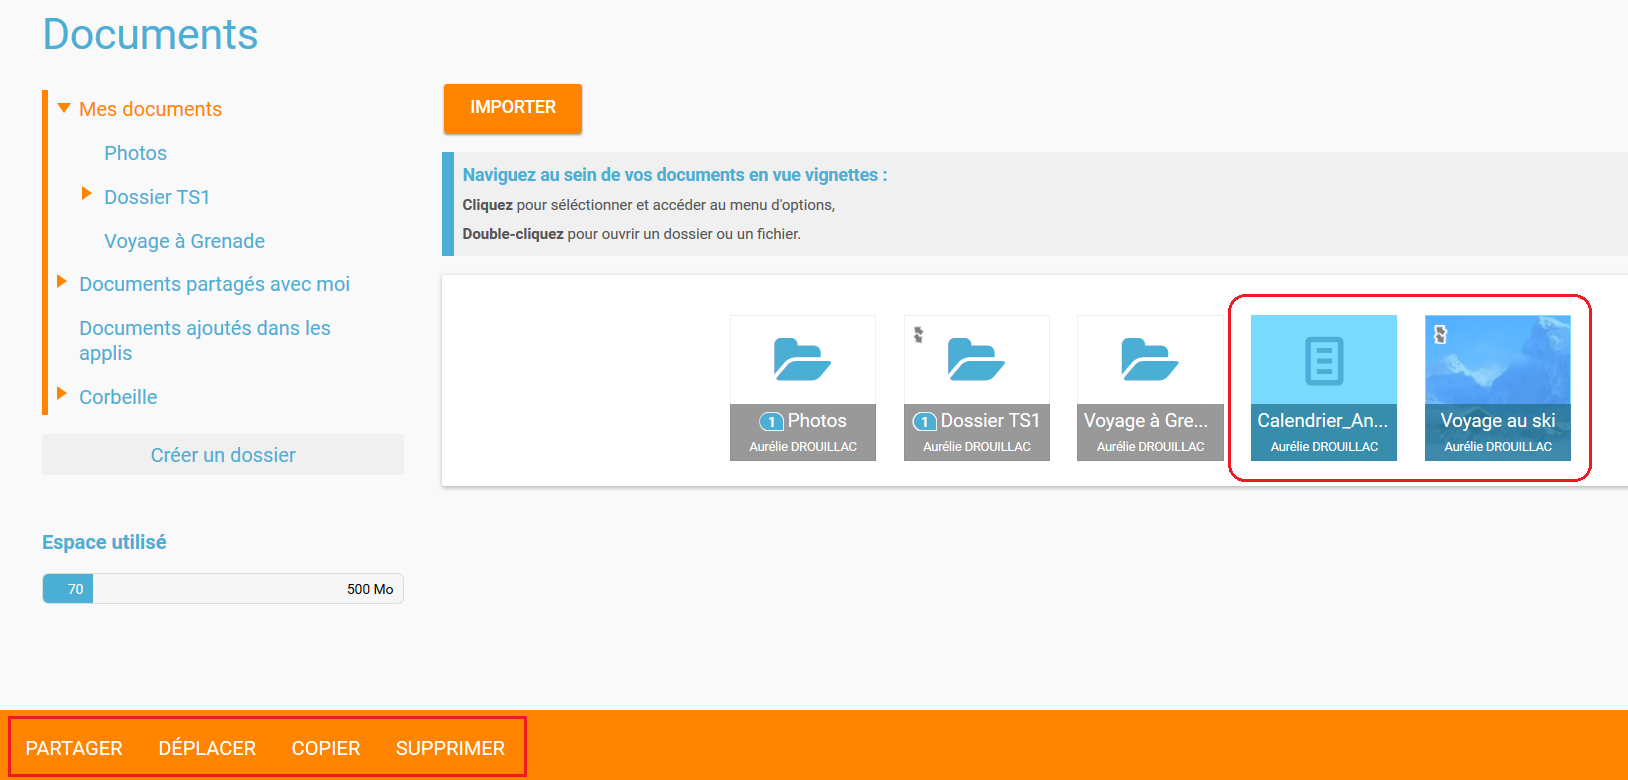 Documents
Mes documents
Photos
Dossier TS1
Voyage à Grenade
Documents partagés avec moi
Documents ajoutés dans les
applis
Corbeille
Créer un dossier
Espace utilisé
70 500 Mo
IMPORTER
Naviguez au sein de vos documents en vue vignettes :
Cliquez pour séléctionner et accéder au menu d'options,
Double-cliquez pour ouvrir un dossier ou un fichier.
1 Photos
Aurélie DROUILLAC
1 Dossier TS1
Aurélie DROUILLAC
Voyage à Gre...
Aurélie DROUILLAC
Calendrier_An...
Aurélie DROUILLAC
Voyage au ski
Aurélie DROUILLAC
PARTAGER DÉPLACER COPIER SUPPRIMER